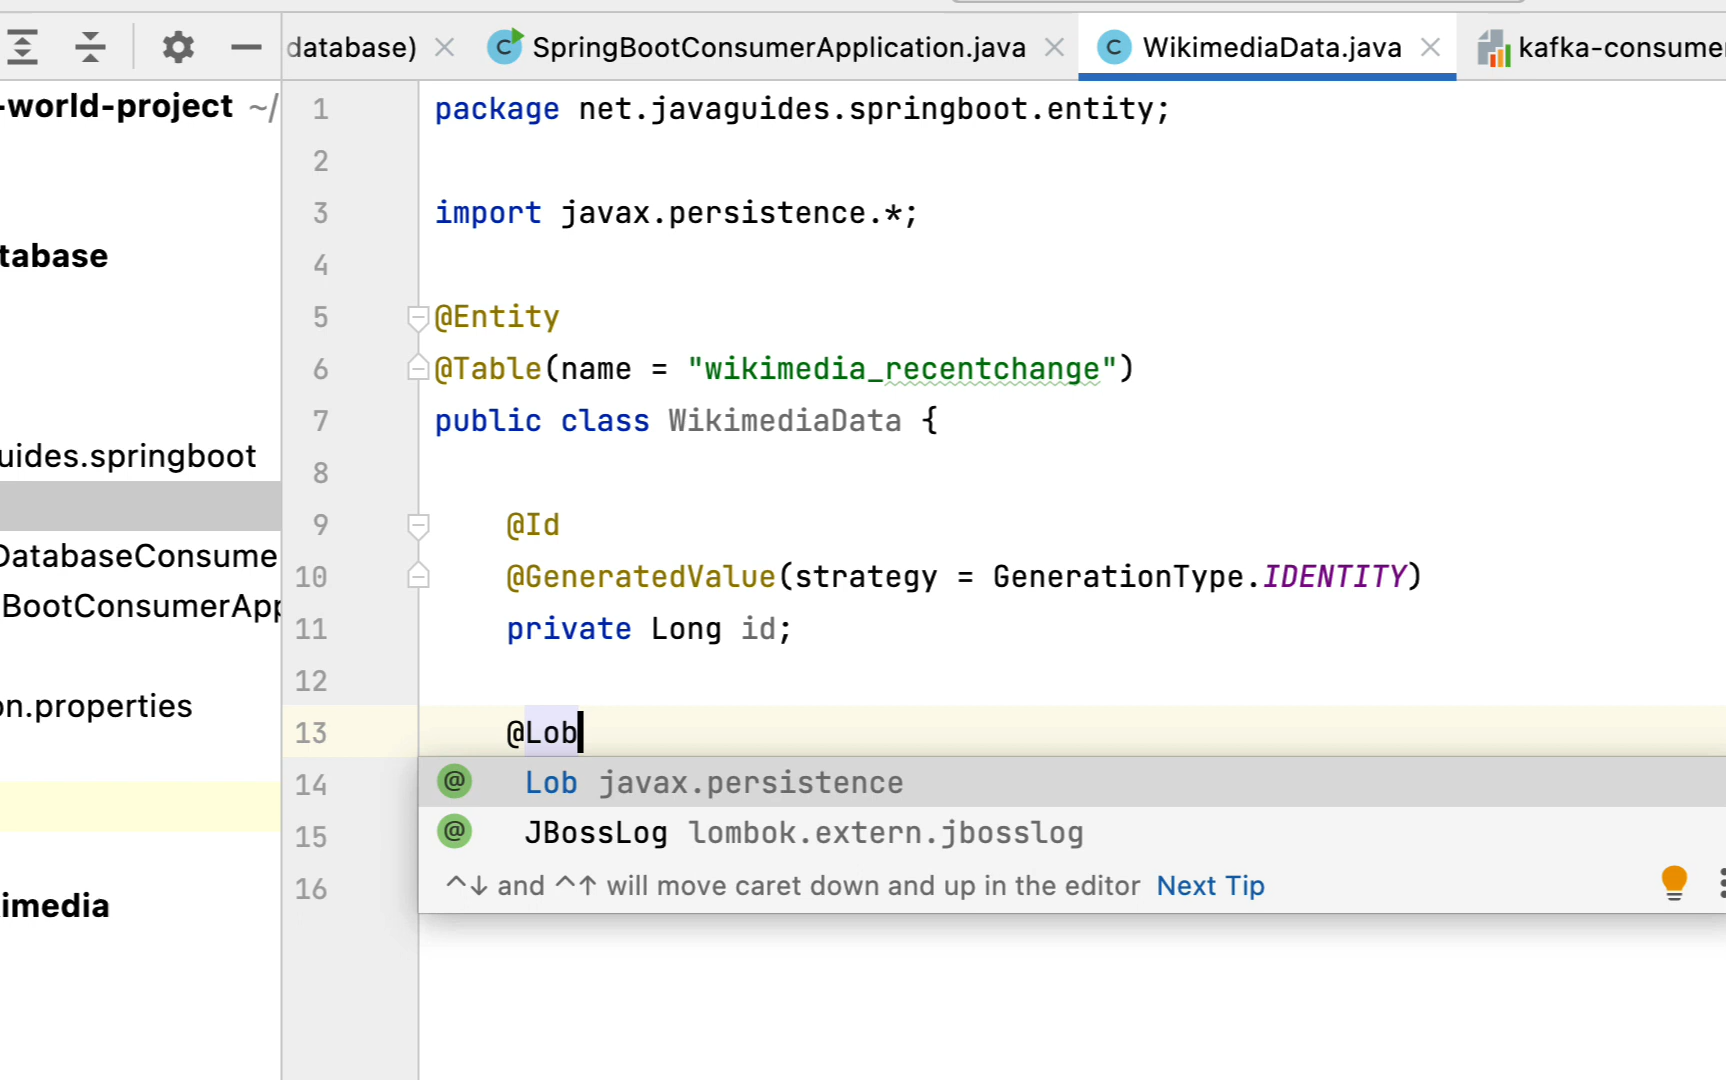 database)
SpringBootConsumerApplication.java
WikimediaData.java
kafka-consumer
-world-project ~/
tabase
uides.springboot
DatabaseConsume
BootConsumerApp
on.properties
imedia
1 package net.javaguides.springboot.entity;
2
3 import javax.persistence.*;
4
5 @Entity
6 @Table(name = "wikimedia_recentchange")
7 public class WikimediaData {
8
9 @Id
10 @GeneratedValue(strategy = GenerationType.IDENTITY)
11 private Long id;
12
13 @Lob
14
15
16
@ Lob javax.persistence
@ JBossLog lombok.extern.jbosslog
^↓ and ^↑ will move caret down and up in the editor Next Tip